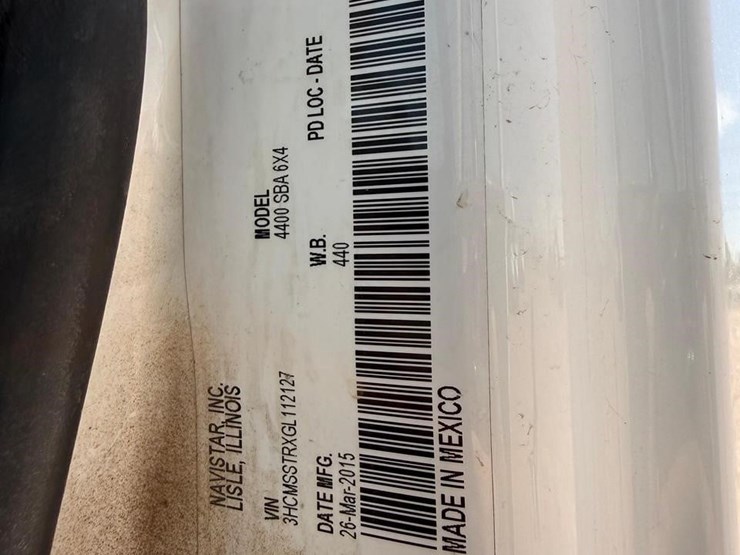 NAVISTAR, INC.
LISLE, ILLINOIS
VIN
3HCMSSTRXGL112127
MODEL
4400 SBA 6X4
DATE MFG.
26-Mar-2015
W.B.
440
PD LOC - DATE
MADE IN MEXICO